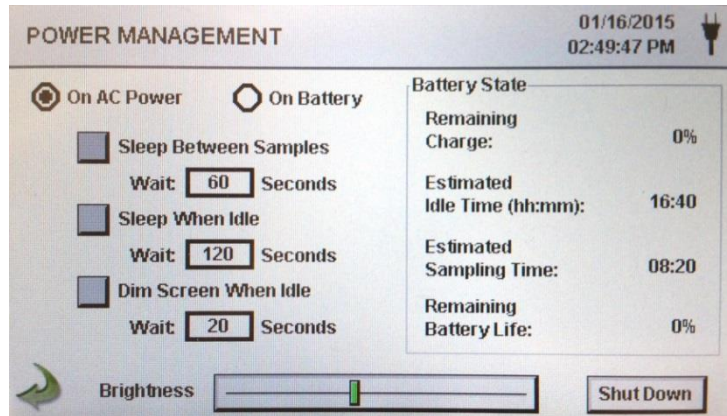 POWER MANAGEMENT
01/16/2015
02:49:47 PM
On AC Power
On Battery
Sleep Between Samples
Wait: 60 Seconds
Sleep When Idle
Wait: 120 Seconds
Dim Screen When Idle
Wait: 20 Seconds
Battery State
Remaining
Charge: 0%
Estimated
Idle Time (hh:mm): 16:40
Estimated
Sampling Time: 08:20
Remaining
Battery Life: 0%
Brightness
Shut Down